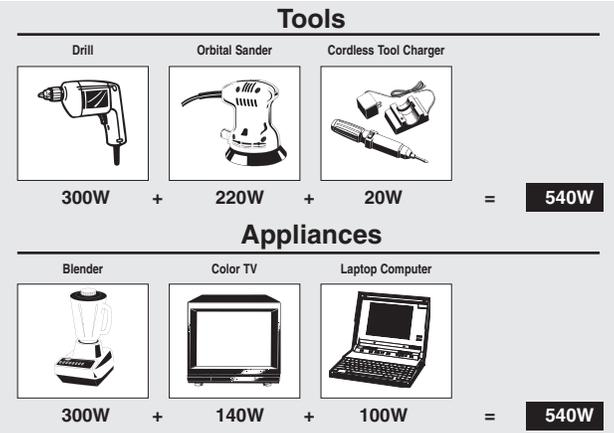 Tools
Drill Orbital Sander Cordless Tool Charger
300W + 220W + 20W = 540W
Appliances
Blender Color TV Laptop Computer
300W + 140W + 100W = 540W